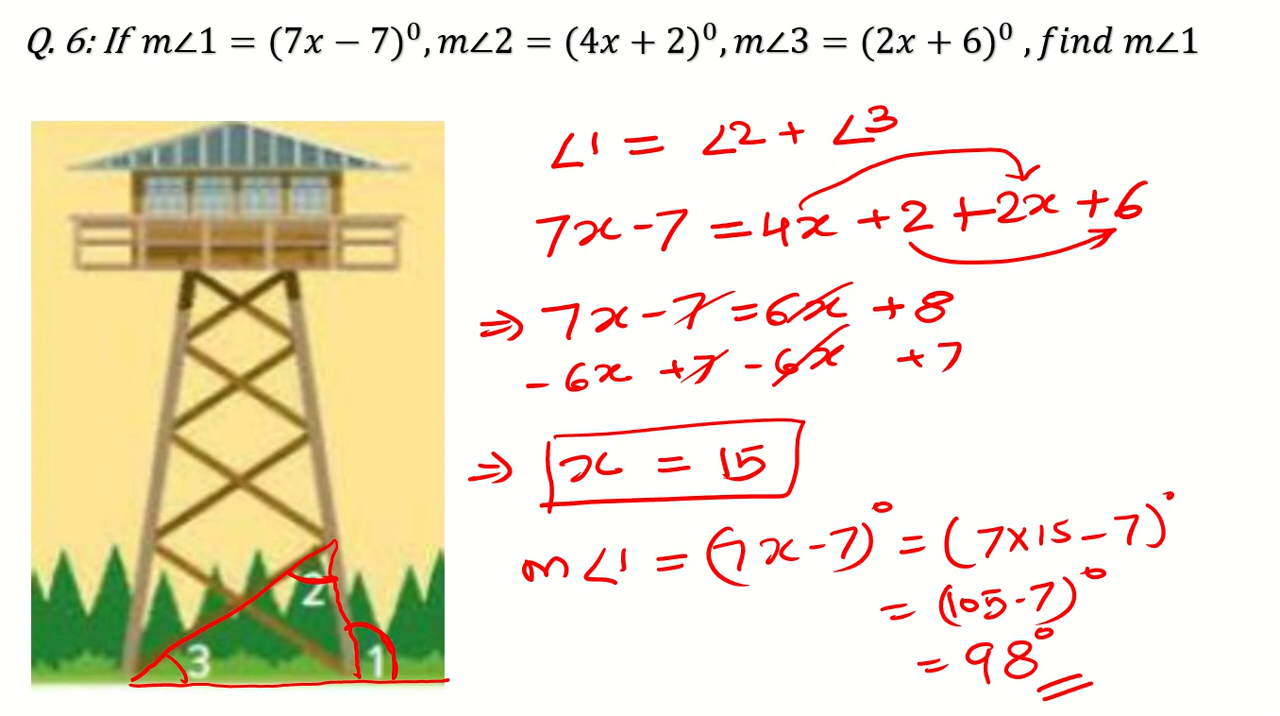 Q. 6: If m∠1 = (7x − 7)⁰, m∠2 = (4x + 2)⁰, m∠3 = (2x + 6)⁰ , find m∠1
∠1 = ∠2 + ∠3
7x - 7 = 4x + 2 + 2x + 6
⇒ 7x - 7 = 6x + 8
- 6x + 7 - 6x + 7
⇒ x = 15
m∠1 = (7x - 7)° = (7×15 - 7)°
= (105 - 7)°
= 98°
2
3
1